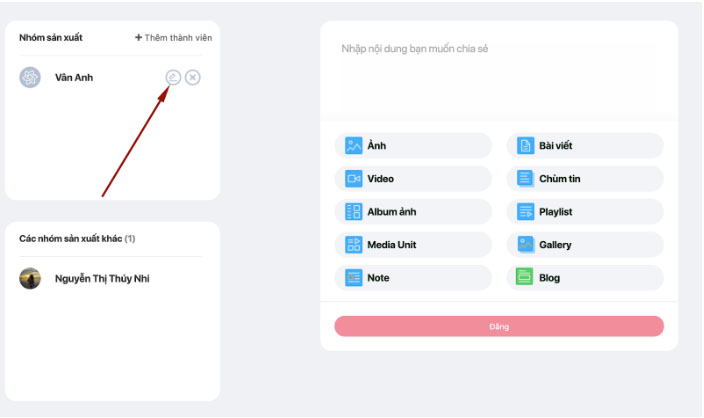 Nhóm sản xuất
+ Thêm thành viên
Vân Anh
Các nhóm sản xuất khác (1)
Nguyễn Thị Thúy Nhi
Nhập nội dung bạn muốn chia sẻ
Ảnh
Bài viết
Video
Chùm tin
Album ảnh
Playlist
Media Unit
Gallery
Note
Blog
Đăng